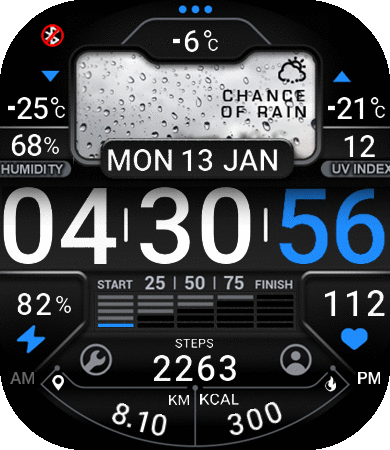 -6°C
-25°C
-21°C
CHANCE
OF RAIN
68%
12
HUMIDITY
UV INDEX
MON 13 JAN
04 30 56
START 25 | 50 | 75 FINISH
82%
112
STEPS
2263
AM
PM
KM
KCAL
8.10
300